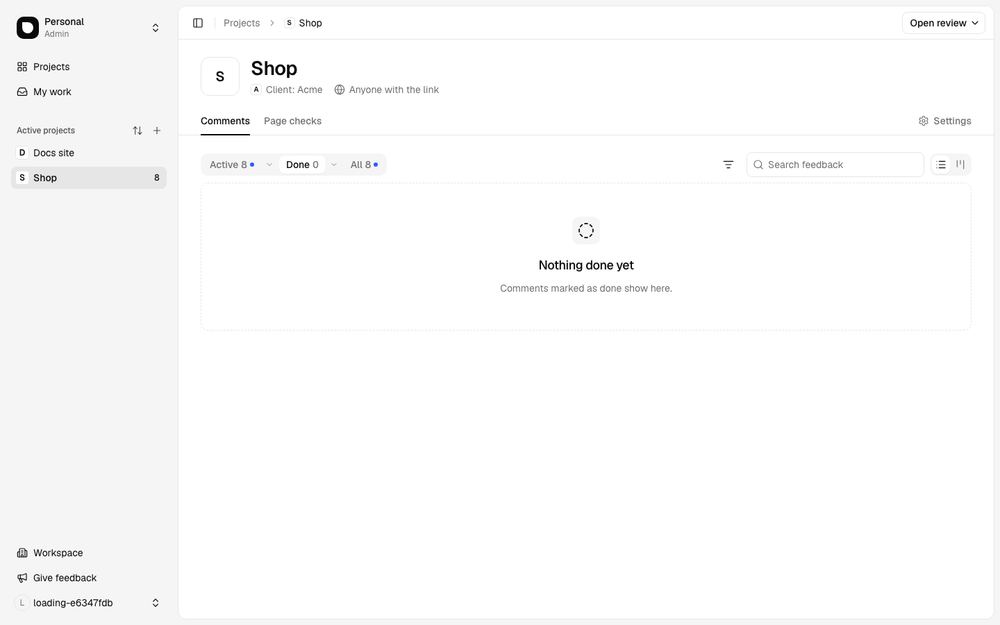 Personal
Admin
Projects
My work
Active projects
D Docs site
S Shop 8
Workspace
Give feedback
L loading-e6347fdb
Projects > S Shop
Open review
S
Shop
A Client: Acme Anyone with the link
Comments Page checks
Settings
Active 8 Done 0 All 8
Search feedback
Nothing done yet
Comments marked as done show here.